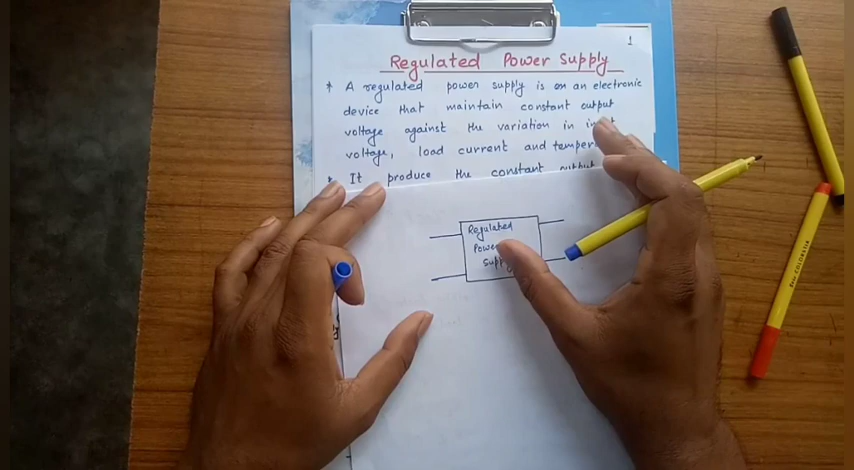 1
Regulated Power Supply
* A regulated power supply is an electronic
device that maintain constant output
voltage against the variation in
voltage, load current and
* It produce the constant output
Regulated
Power